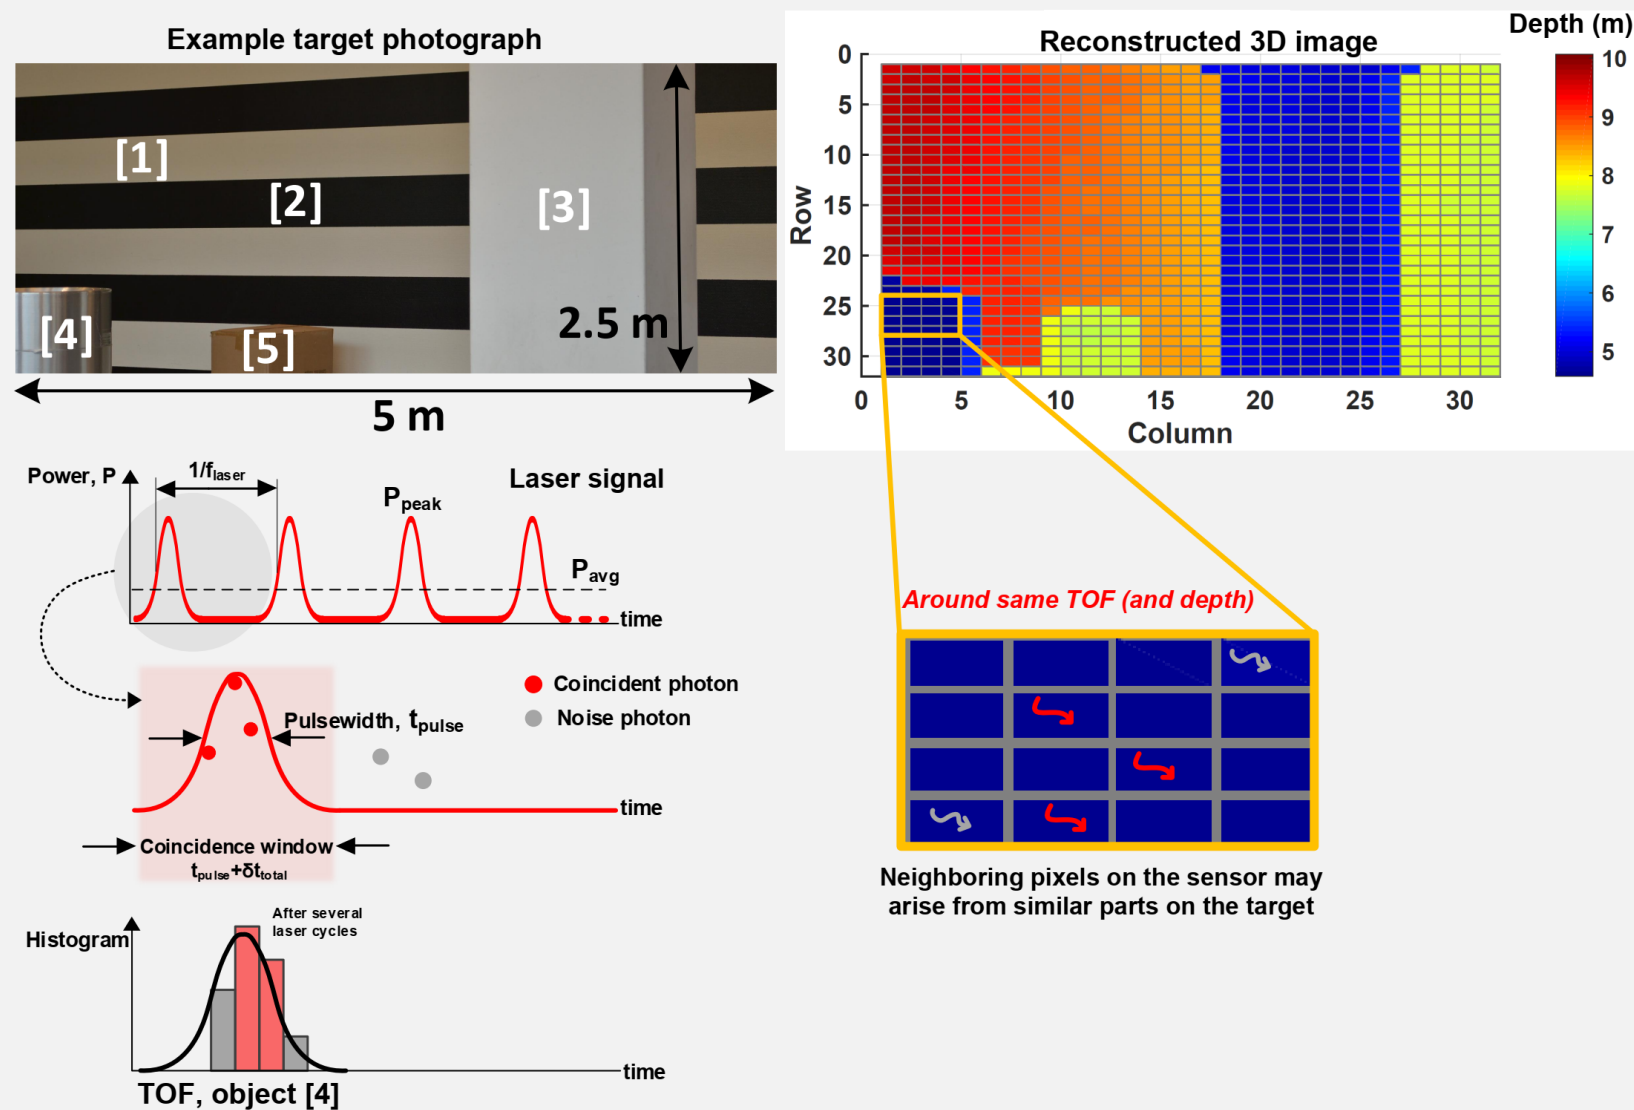 Example target photograph
[1]
[2]
[3]
[4]
[5]
2.5 m
5 m
Depth (m)
Reconstructed 3D image
0
5
10
15
20
25
30
Row
0 5 10 15 20 25 30
Column
10
9
8
7
6
5
Power, P
1/flaser
Laser signal
Ppeak
Pavg
time
Coincident photon
Noise photon
Pulsewidth, tpulse
time
Coincidence window
tpulse+δttotal
After several
laser cycles
Histogram
time
TOF, object [4]
Around same TOF (and depth)
Neighboring pixels on the sensor may
arise from similar parts on the target